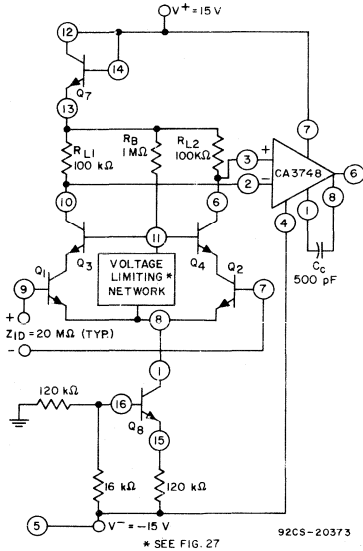 V+ = 15 V
12
14
Q7
13
7
RL1
100 kΩ
RB
1 MΩ
RL2
100KΩ
3
+
CA3748
6
2
−
10
6
4
1
8
Cc
500 pF
11
Q3
Q4
Q1
VOLTAGE
LIMITING *
NETWORK
Q2
9
7
+
ZID = 20 MΩ (TYP.)
−
8
1
120 kΩ
16
Q8
15
16 kΩ
120 kΩ
5
V− = −15 V
92CS-20373
* SEE FIG. 27